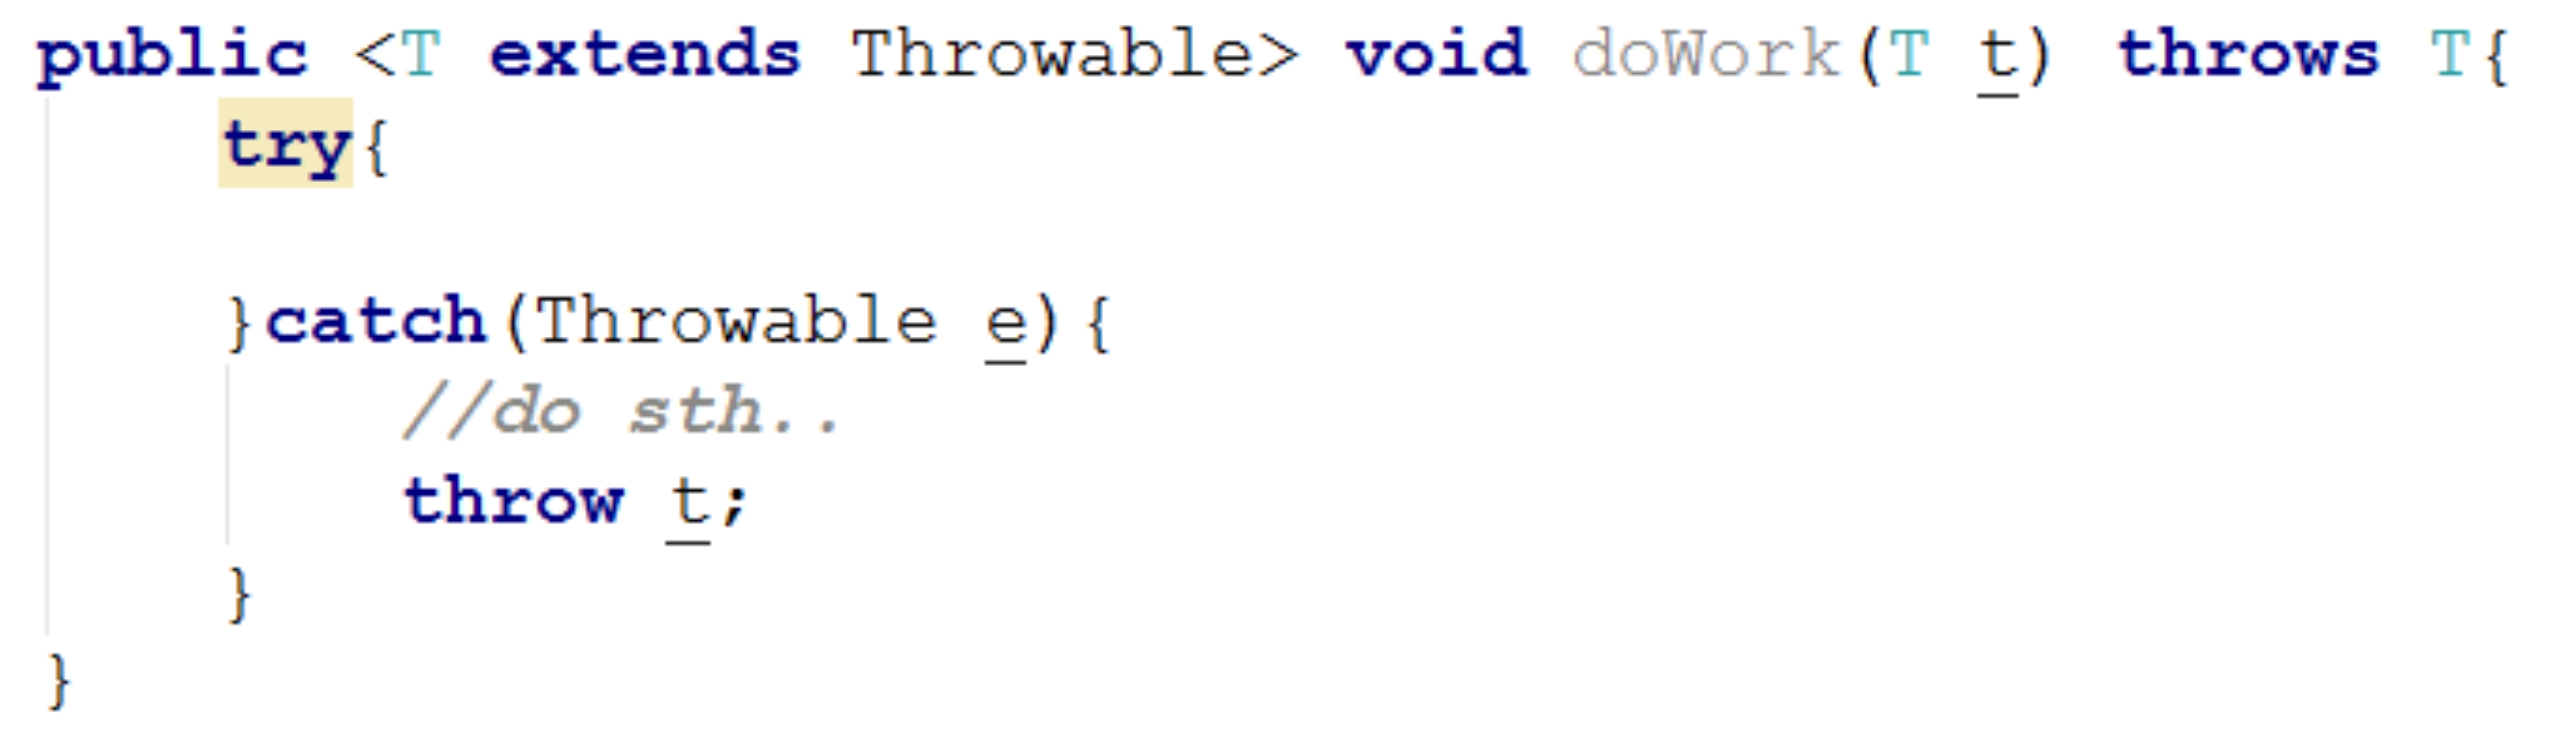 public <T extends Throwable> void doWork(T t) throws T{
try{
}catch(Throwable e){
//do sth..
throw t;
}
}